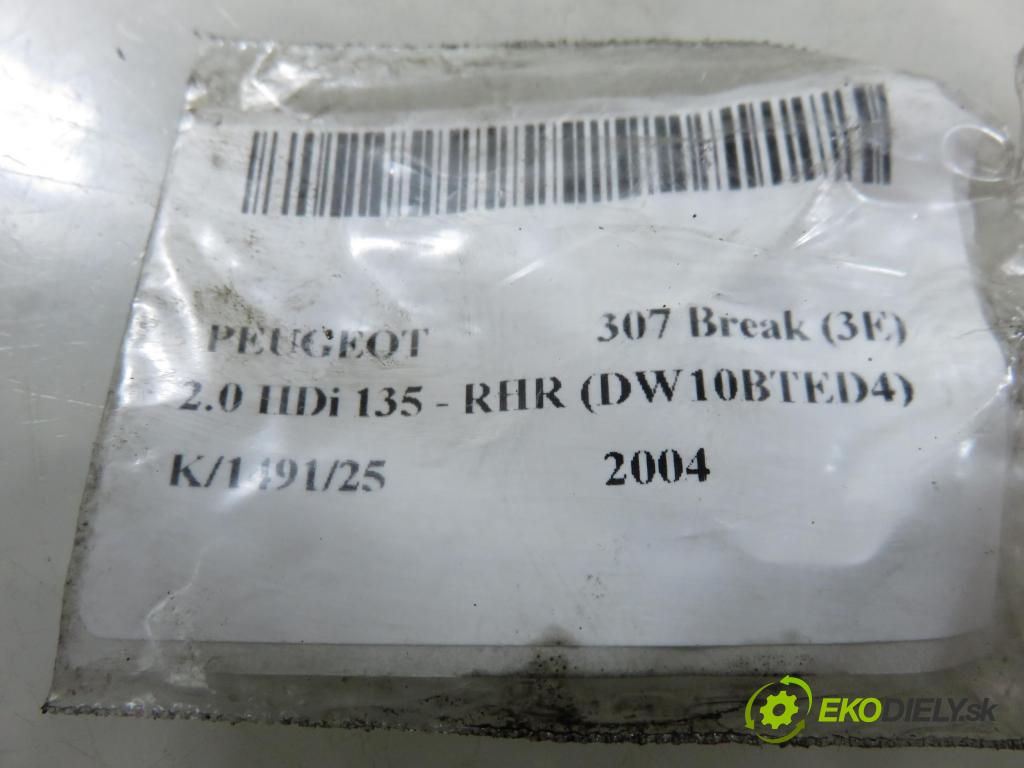 PEUGEOT 307 Break (3E)
2.0 HDi 135 - RHR (DW10BTED4)
K/1491/25 2004
EKODIELY.sk